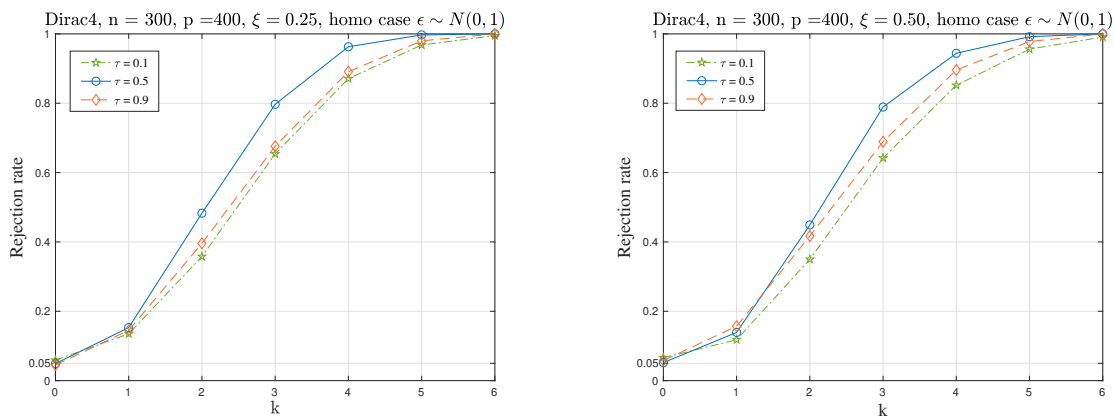 Dirac4, n = 300, p =400, ξ = 0.25, homo case ϵ ∼ N(0, 1)
1
0.8
0.6
0.4
0.2
0.05
0
Rejection rate
τ = 0.1
τ = 0.5
τ = 0.9
0 1 2 3 4 5 6
k
Dirac4, n = 300, p =400, ξ = 0.50, homo case ϵ ∼ N(0, 1)
1
0.8
0.6
0.4
0.2
0.05
0
Rejection rate
τ = 0.1
τ = 0.5
τ = 0.9
0 1 2 3 4 5 6
k